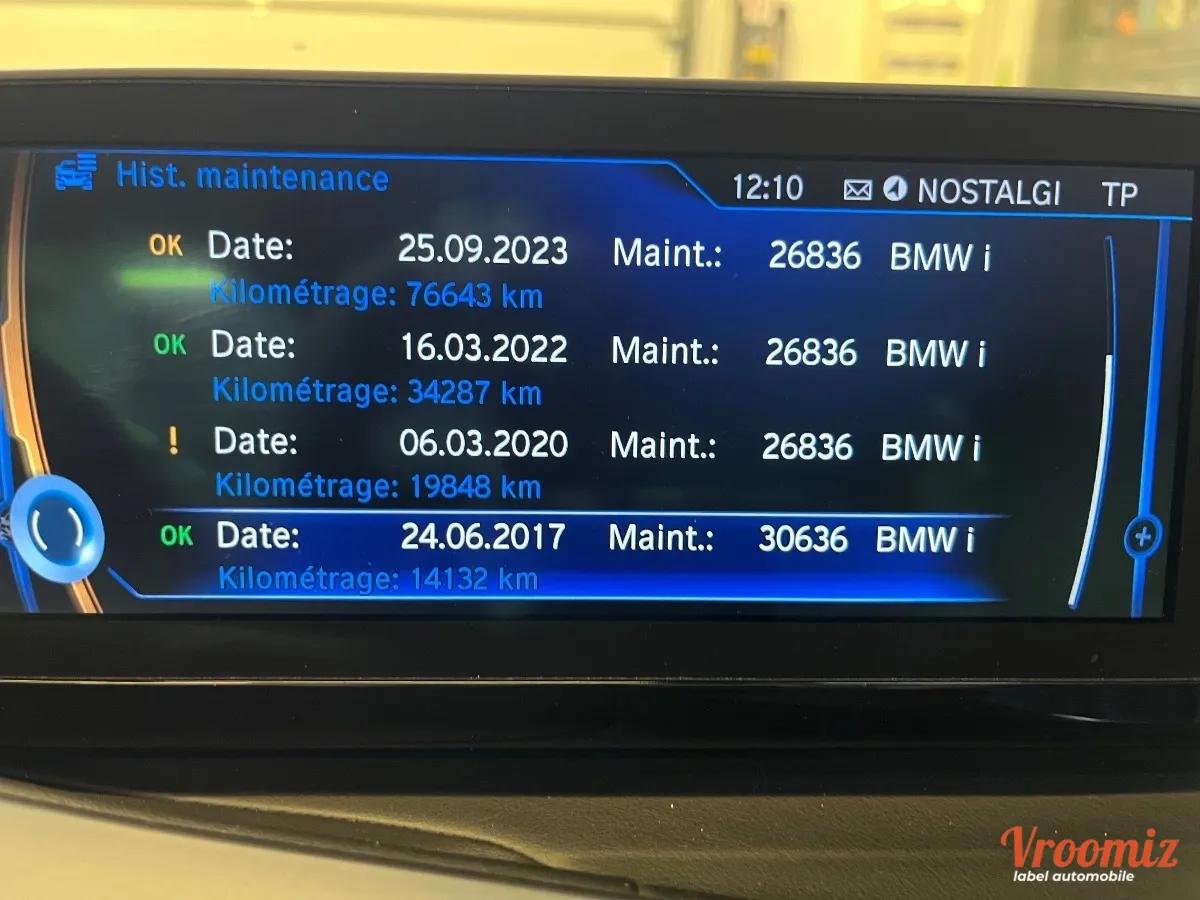 Hist. maintenance 12:10 NOSTALGI TP
OK Date: 25.09.2023 Maint.: 26836 BMW i
Kilométrage: 76643 km
OK Date: 16.03.2022 Maint.: 26836 BMW i
Kilométrage: 34287 km
! Date: 06.03.2020 Maint.: 26836 BMW i
Kilométrage: 19848 km
OK Date: 24.06.2017 Maint.: 30636 BMW i
Kilométrage: 14132 km
Vroomiz
label automobile